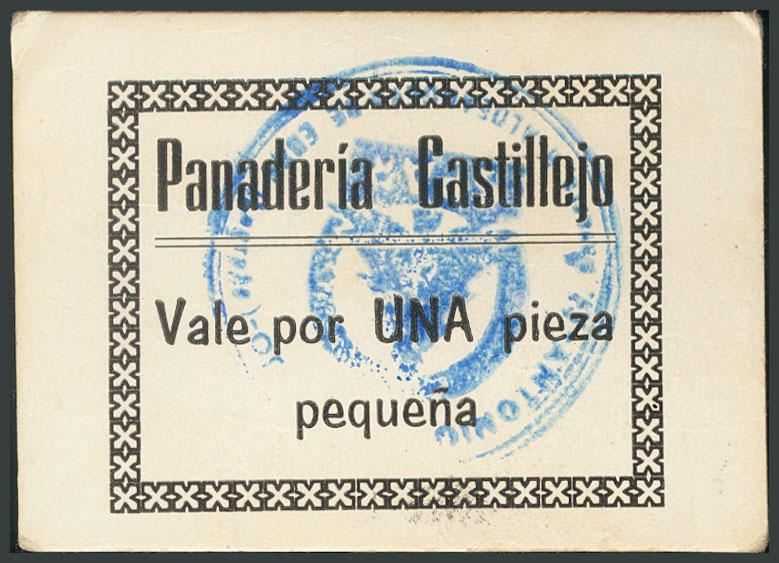 Panadería Castillejo
Vale por UNA pieza
pequeña